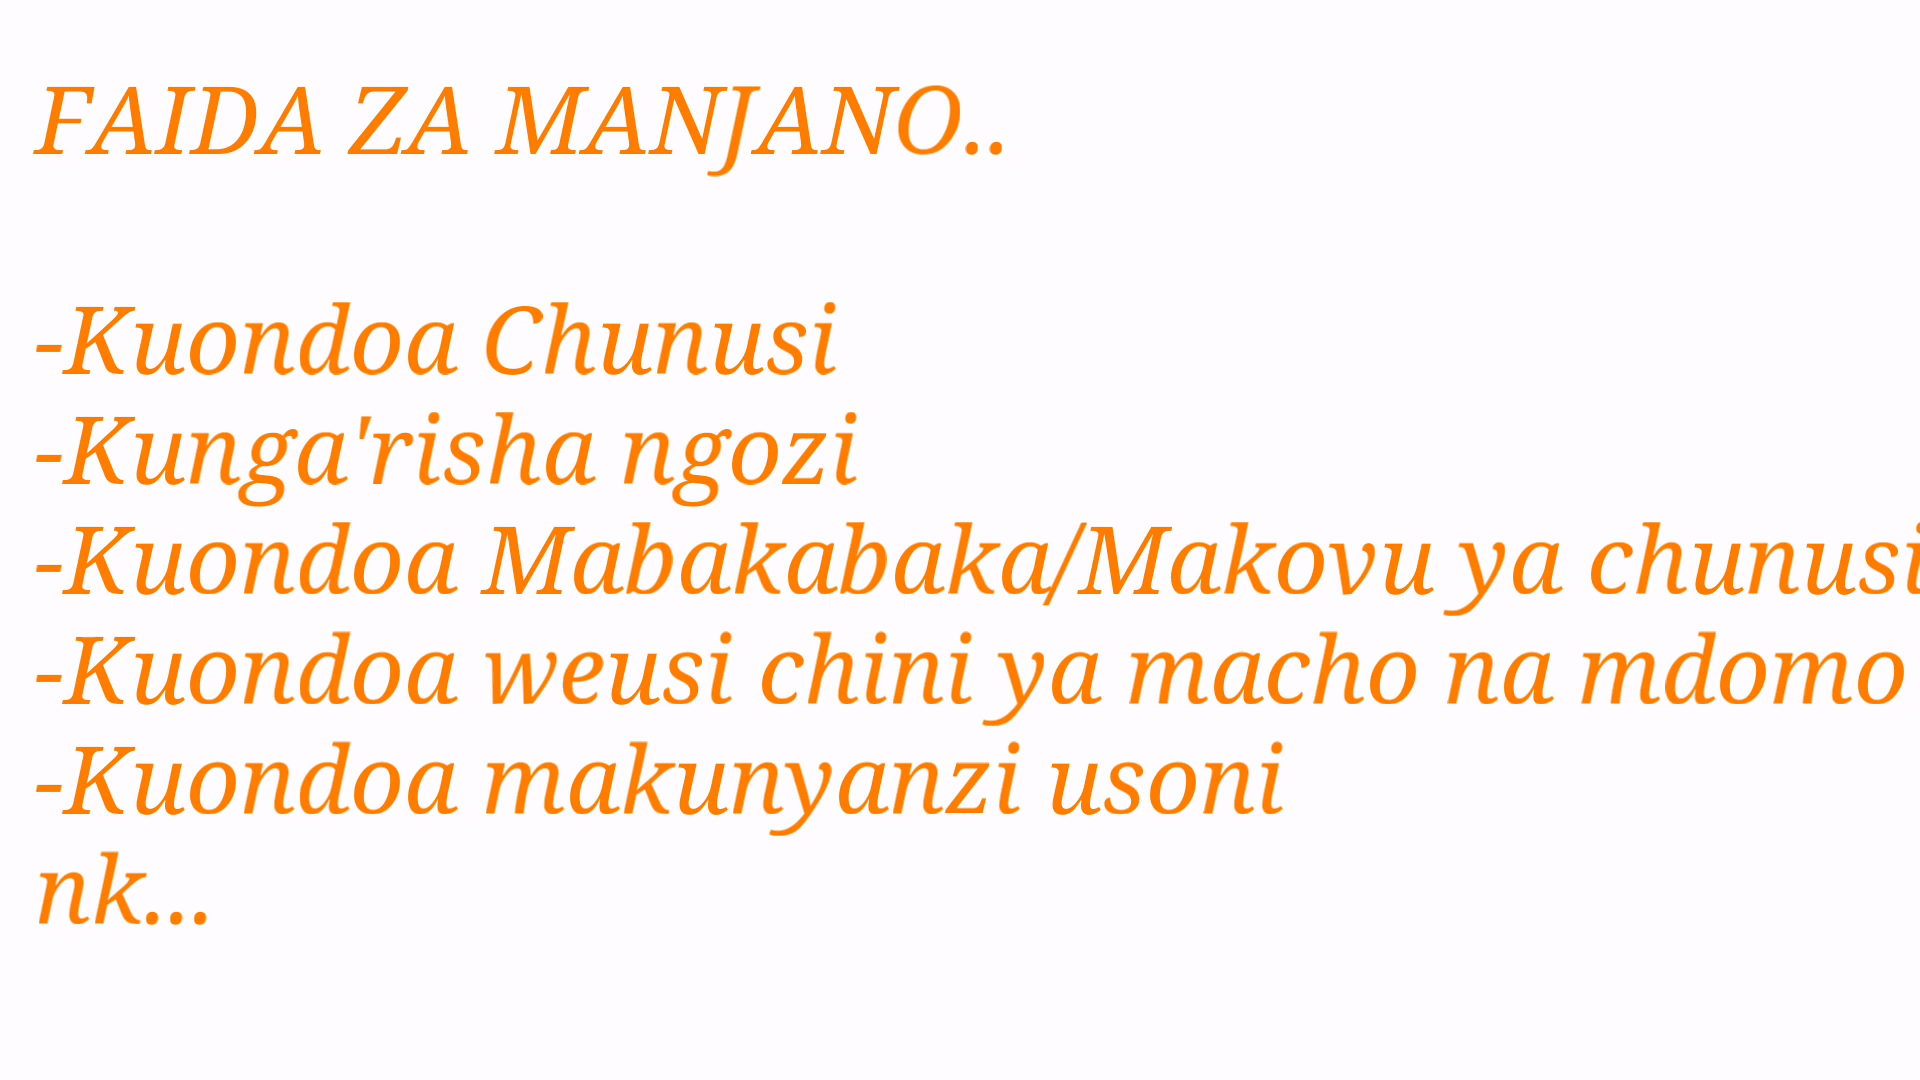 FAIDA ZA MANJANO..
-Kuondoa Chunusi
-Kunga'risha ngozi
-Kuondoa Mabakabaka/Makovu ya chunusi
-Kuondoa weusi chini ya macho na mdomo
-Kuondoa makunyanzi usoni
nk...